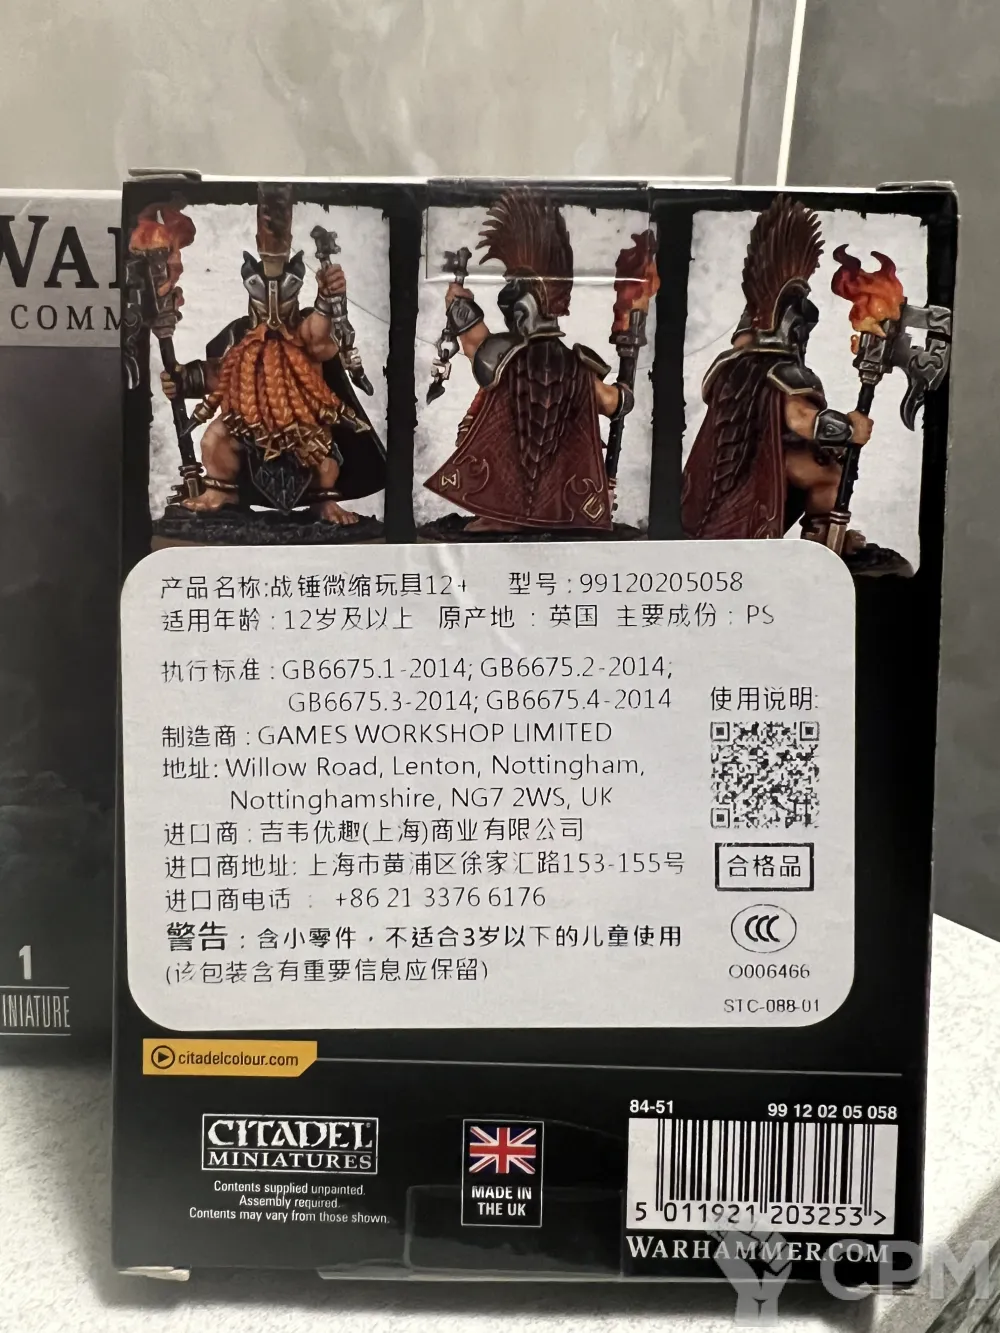 WA
COMM
产品名称:战锤微缩玩具12+ 型号:99120205058
适用年龄:12岁及以上 原产地:英国 主要成份:PS
执行标准:GB6675.1-2014; GB6675.2-2014;
GB6675.3-2014; GB6675.4-2014
使用说明:
制造商:GAMES WORKSHOP LIMITED
地址: Willow Road, Lenton, Nottingham,
Nottinghamshire, NG7 2WS, UK
进口商:吉韦优趣(上海)商业有限公司
进口商地址: 上海市黄浦区徐家汇路153-155号
合格品
进口商电话: +86 21 3376 6176
警告:含小零件,不适合3岁以下的儿童使用
(该包装含有重要信息应保留)
CCC
O006466
STC-088-01
1
INIATURE
citadelcolour.com
84-51 99 12 02 05 058
CITADEL
MINIATURES
Contents supplied unpainted.
Assembly required.
Contents may vary from those shown.
MADE IN
THE UK
5 011921 203253 >
WARHAMMER.COM
CPM